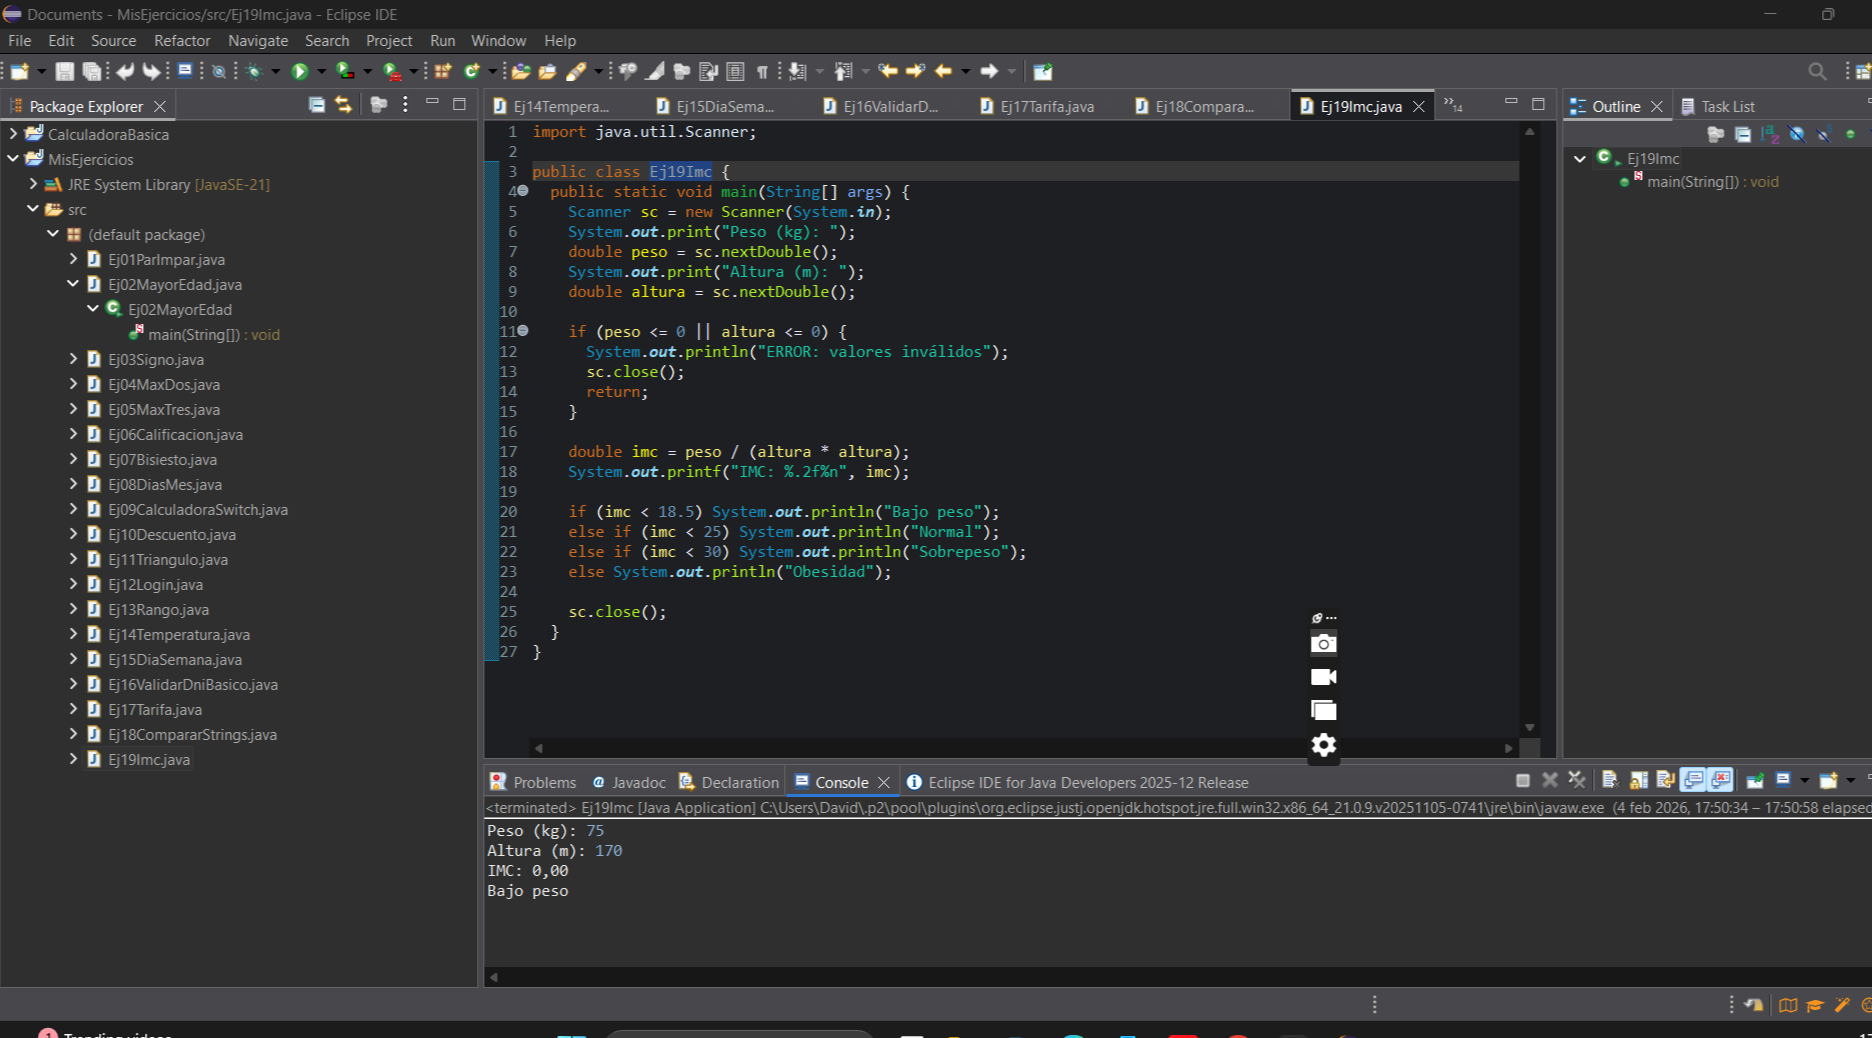 Documents - MisEjercicios/src/Ej19Imc.java - Eclipse IDE
File Edit Source Refactor Navigate Search Project Run Window Help
Package Explorer
CalculadoraBasica
MisEjercicios
JRE System Library [JavaSE-21]
src
(default package)
Ej01ParImpar.java
Ej02MayorEdad.java
Ej02MayorEdad
main(String[]) : void
Ej03Signo.java
Ej04MaxDos.java
Ej05MaxTres.java
Ej06Calificacion.java
Ej07Bisiesto.java
Ej08DiasMes.java
Ej09CalculadoraSwitch.java
Ej10Descuento.java
Ej11Triangulo.java
Ej12Login.java
Ej13Rango.java
Ej14Temperatura.java
Ej15DiaSemana.java
Ej16ValidarDniBasico.java
Ej17Tarifa.java
Ej18CompararStrings.java
Ej19Imc.java
Ej14Tempera... Ej15DiaSema... Ej16ValidarD... Ej17Tarifa.java Ej18Compara... Ej19Imc.java »14
1 import java.util.Scanner;
2
3 public class Ej19Imc {
4 public static void main(String[] args) {
5 Scanner sc = new Scanner(System.in);
6 System.out.print("Peso (kg): ");
7 double peso = sc.nextDouble();
8 System.out.print("Altura (m): ");
9 double altura = sc.nextDouble();
10
11 if (peso <= 0 || altura <= 0) {
12 System.out.println("ERROR: valores inválidos");
13 sc.close();
14 return;
15 }
16
17 double imc = peso / (altura * altura);
18 System.out.printf("IMC: %.2f%n", imc);
19
20 if (imc < 18.5) System.out.println("Bajo peso");
21 else if (imc < 25) System.out.println("Normal");
22 else if (imc < 30) System.out.println("Sobrepeso");
23 else System.out.println("Obesidad");
24
25 sc.close();
26 }
27 }
Outline Task List
Ej19Imc
main(String[]) : void
Problems Javadoc Declaration Console Eclipse IDE for Java Developers 2025-12 Release
<terminated> Ej19Imc [Java Application] C:\Users\David\.p2\pool\plugins\org.eclipse.justj.openjdk.hotspot.jre.full.win32.x86_64_21.0.9.v20251105-0741\jre\bin\javaw.exe (4 feb 2026, 17:50:34 – 17:50:58 elapsed
Peso (kg): 75
Altura (m): 170
IMC: 0,00
Bajo peso